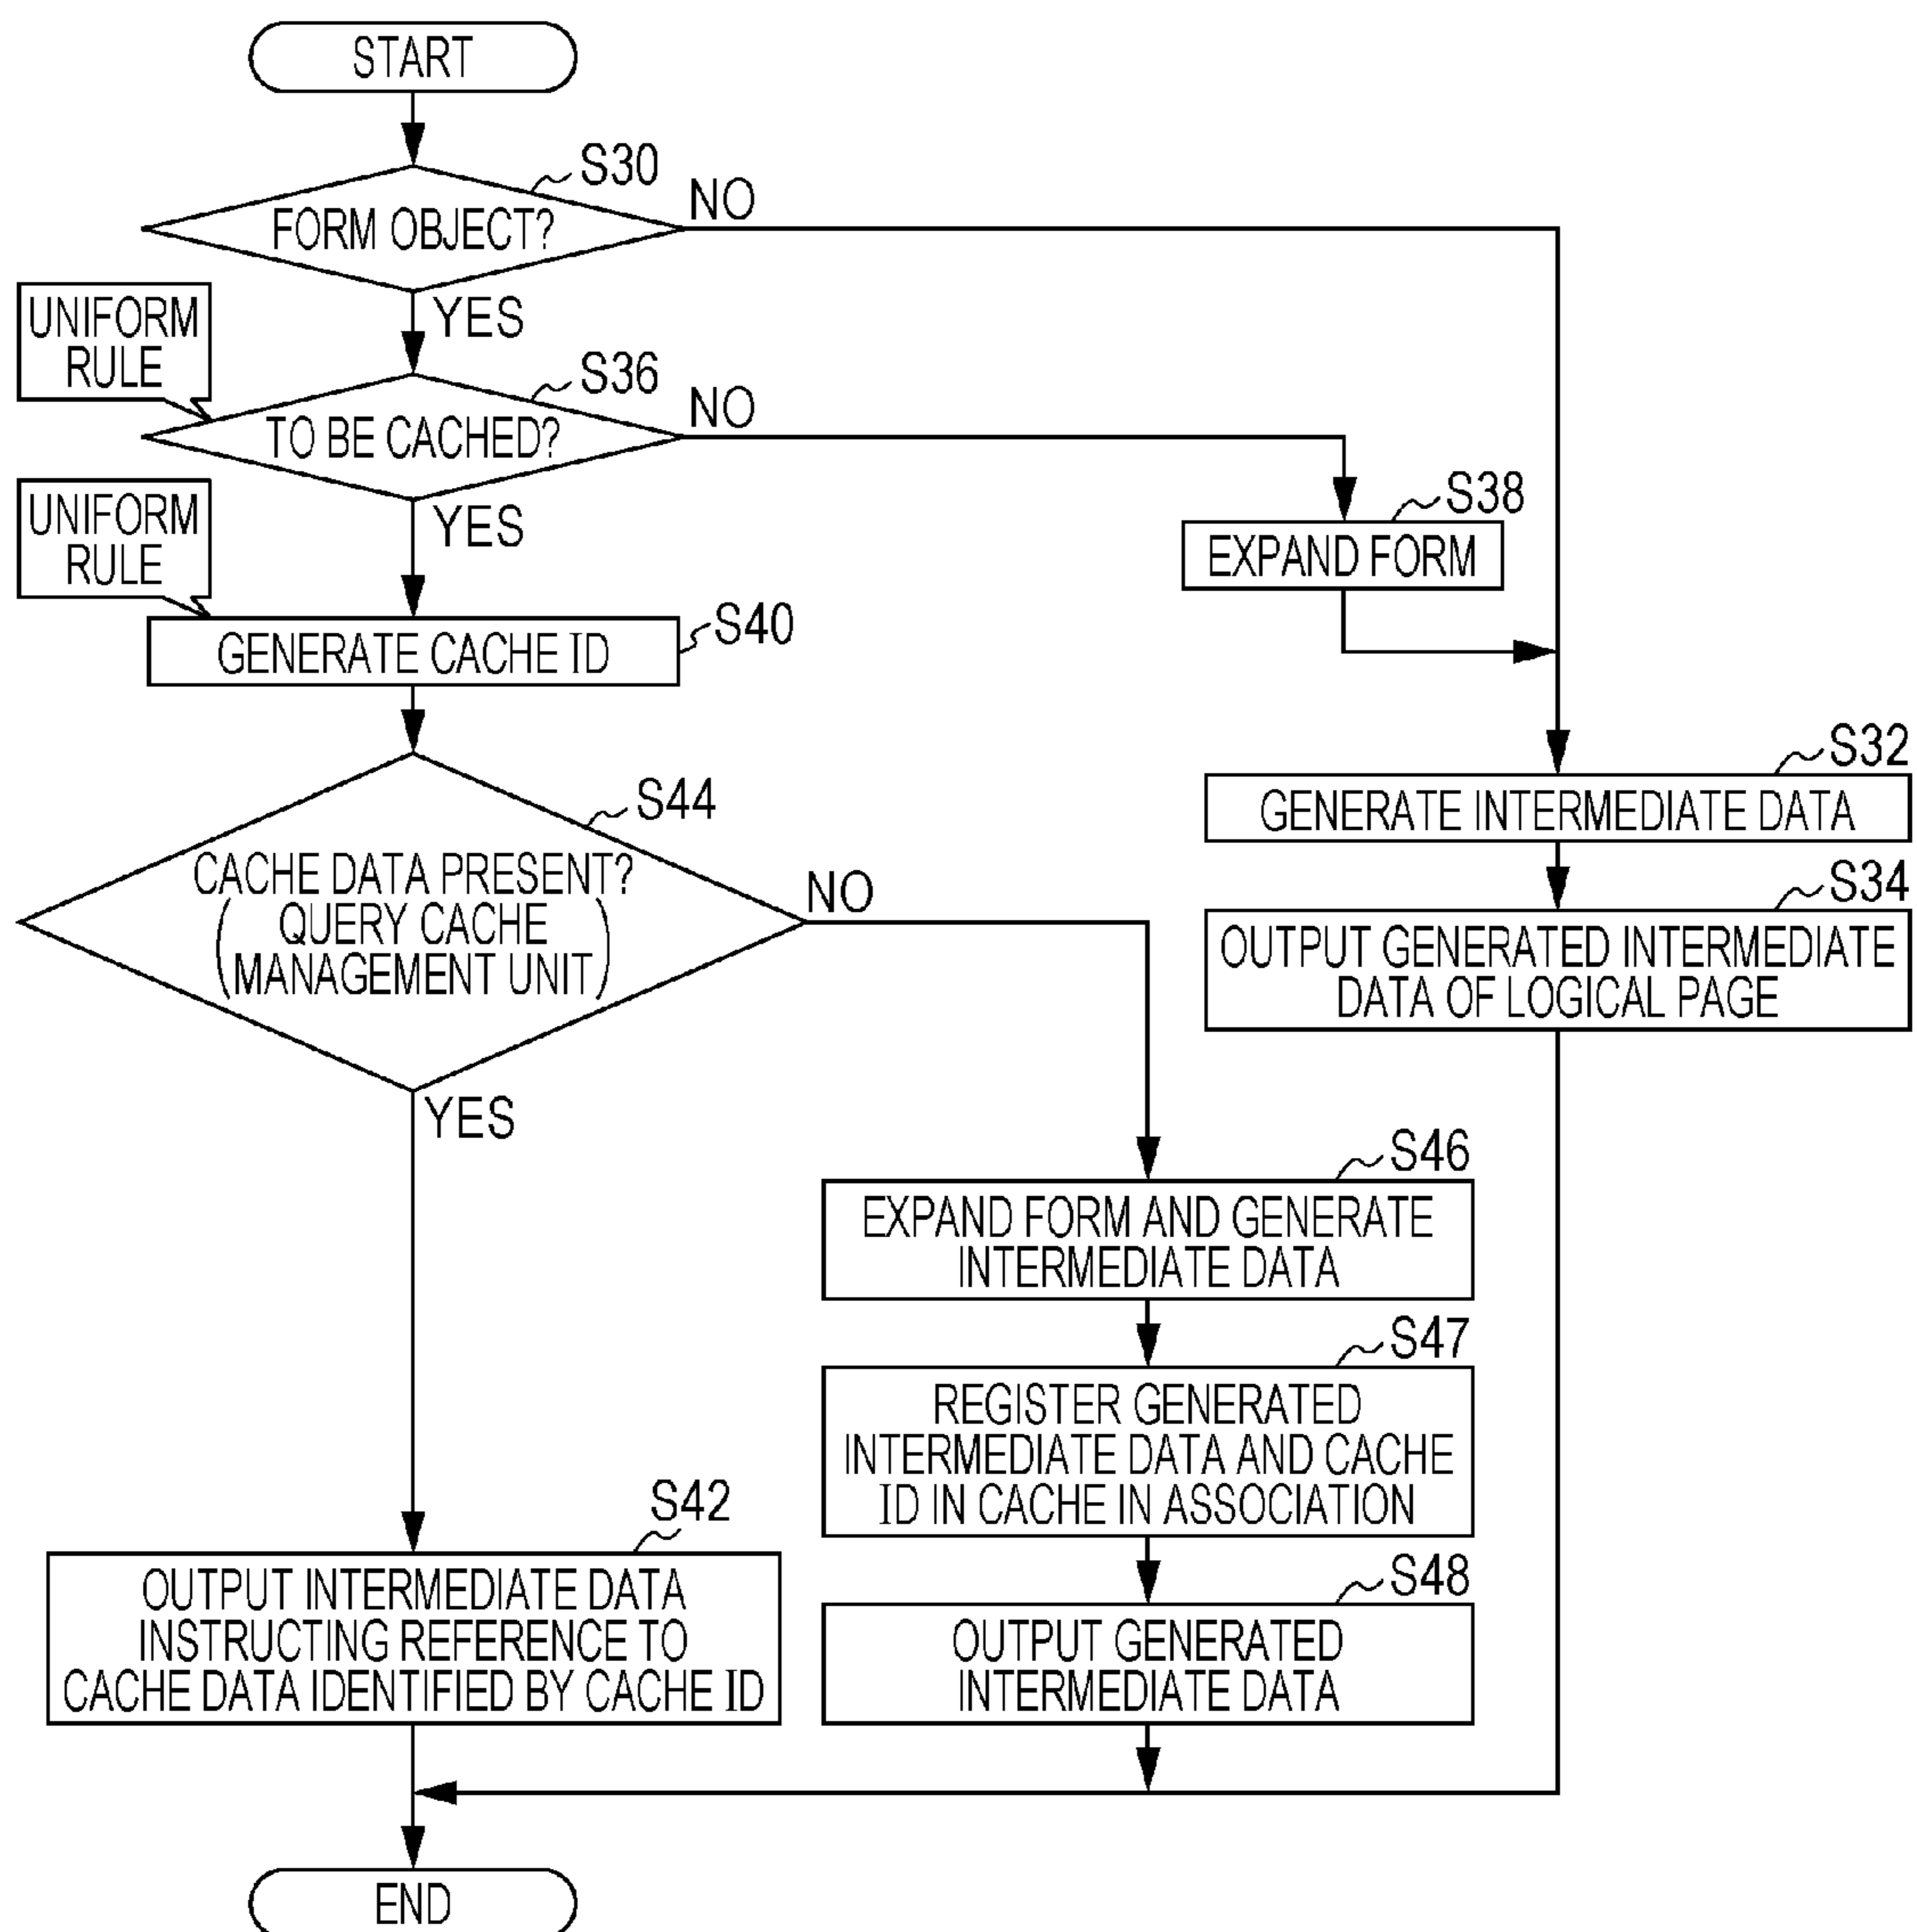 START
S30
FORM OBJECT?
NO
YES
UNIFORM
RULE
S36
TO BE CACHED?
NO
YES
UNIFORM
RULE
S38
EXPAND FORM
S40
GENERATE CACHE ID
S32
GENERATE INTERMEDIATE DATA
S34
OUTPUT GENERATED INTERMEDIATE
DATA OF LOGICAL PAGE
S44
CACHE DATA PRESENT?
(QUERY CACHE
MANAGEMENT UNIT)
NO
YES
S46
EXPAND FORM AND GENERATE
INTERMEDIATE DATA
S47
REGISTER GENERATED
INTERMEDIATE DATA AND CACHE
ID IN CACHE IN ASSOCIATION
S42
OUTPUT INTERMEDIATE DATA
INSTRUCTING REFERENCE TO
CACHE DATA IDENTIFIED BY CACHE ID
S48
OUTPUT GENERATED
INTERMEDIATE DATA
END